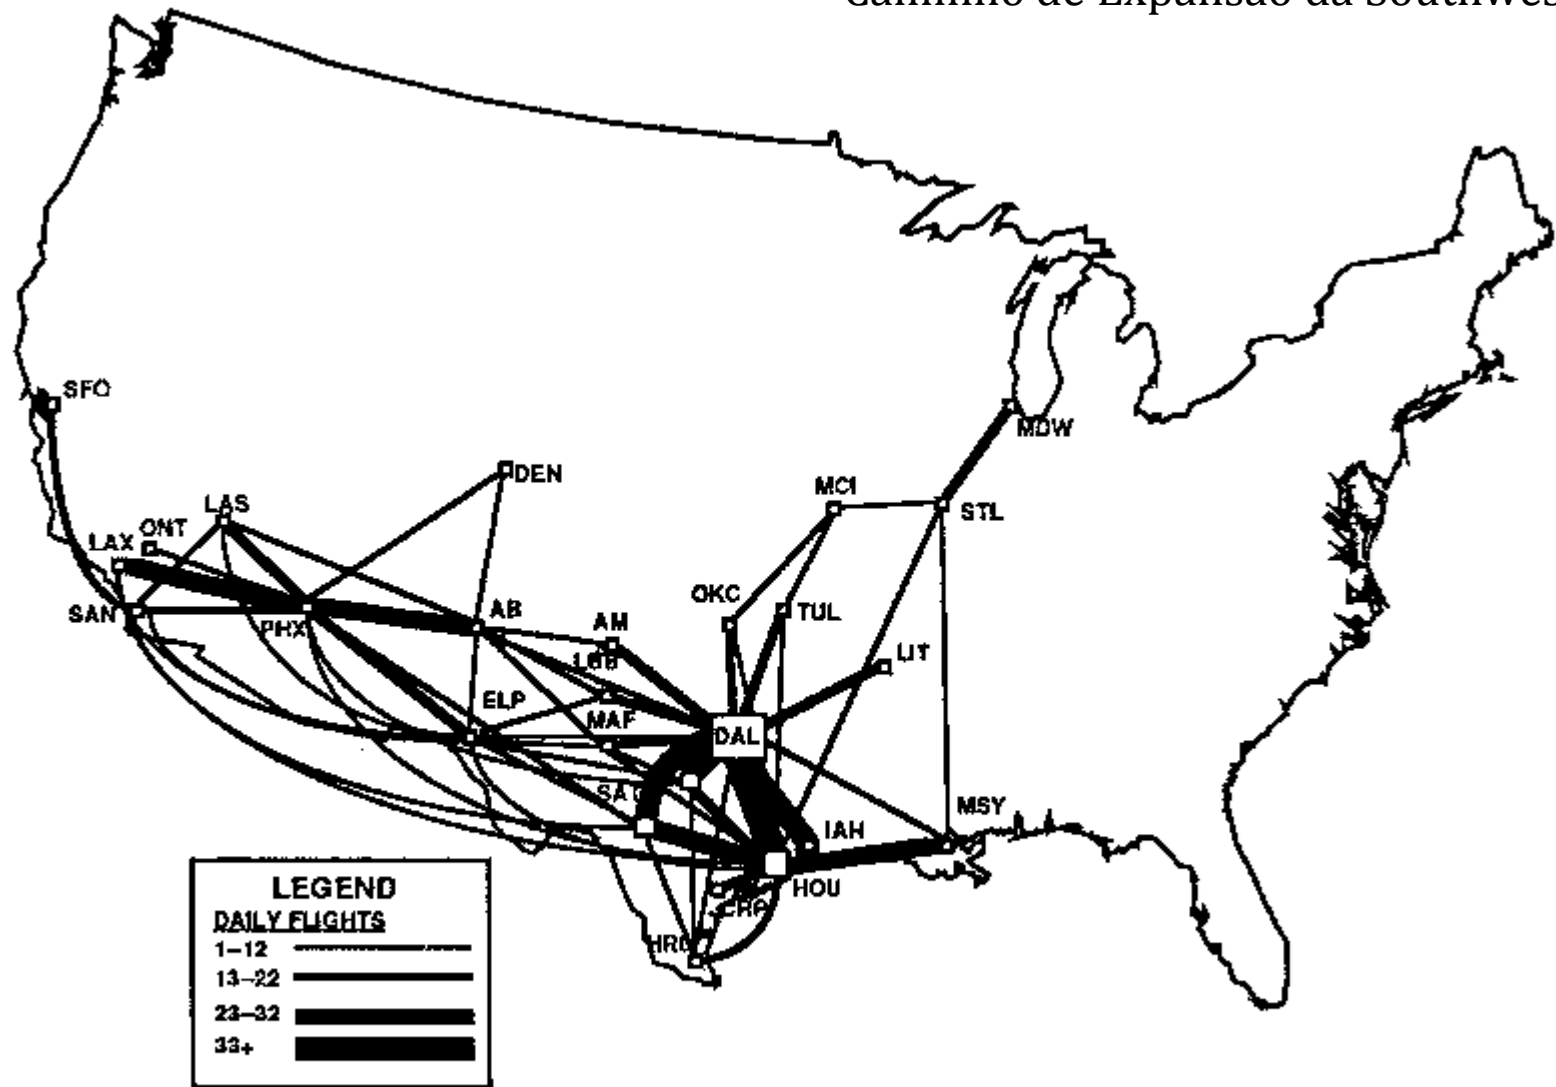 Caminho de Expansão da Southwes
SFO
DEN
MDW
LAS
MCI
STL
ONT
LAX
OKC
TUL
SAN
PHX
AB
AM
LIT
LBB
ELP
MAF
DAL
SAT
MSY
IAH
HOU
CRP
LEGEND
DAILY FLIGHTS
1–12
13–22
23–32
33+